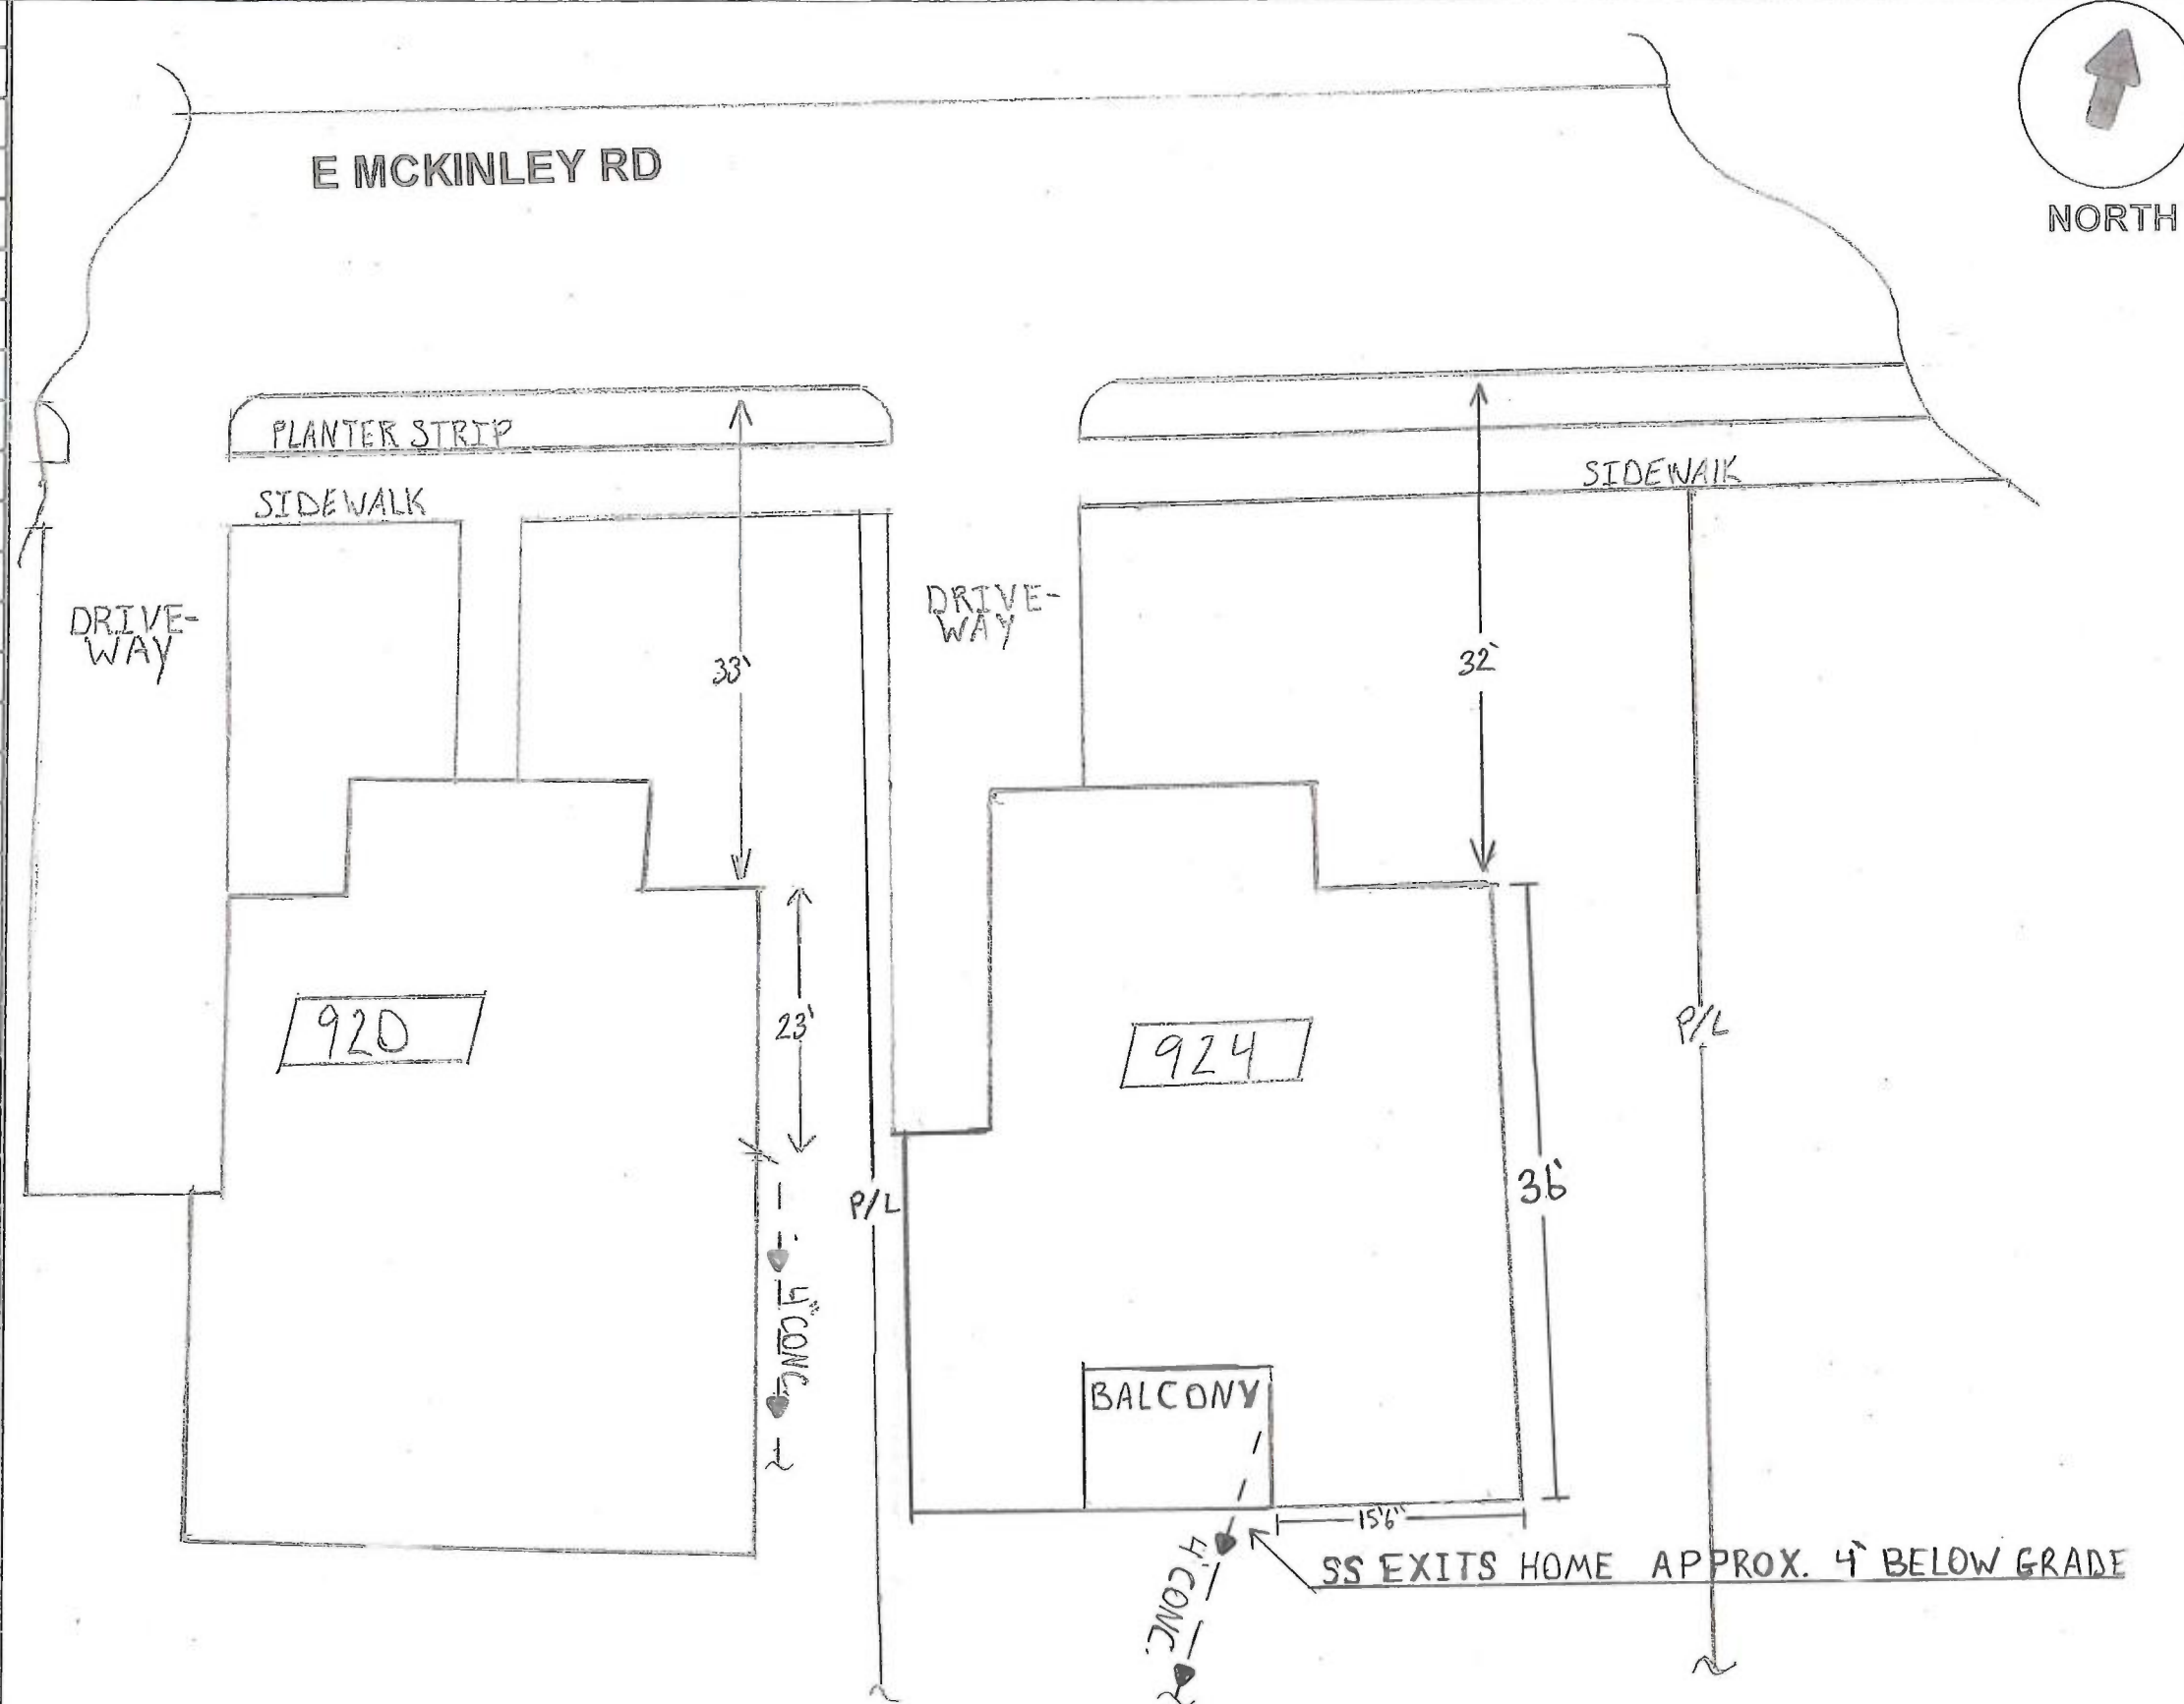 E MCKINLEY RD
NORTH
PLANTER STRIP
SIDEWALK
SIDEWALK
DRIVE-
WAY
DRIVE-
WAY
33'
32'
920
23'
924
P/L
P/L
36'
4" CONC
BALCONY
15'6"
SS EXITS HOME APPROX. 4' BELOW GRADE
4" CONC.